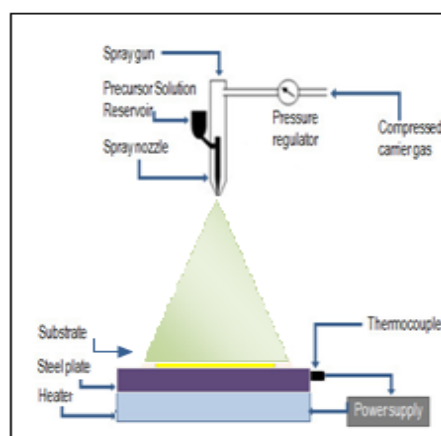 Spray gun
Precursor Solution
Reservoir
Spray nozzle
Pressure
regulator
Compressed
carrier gas
Substrate
Steel plate
Heater
Thermocouple
Power supply